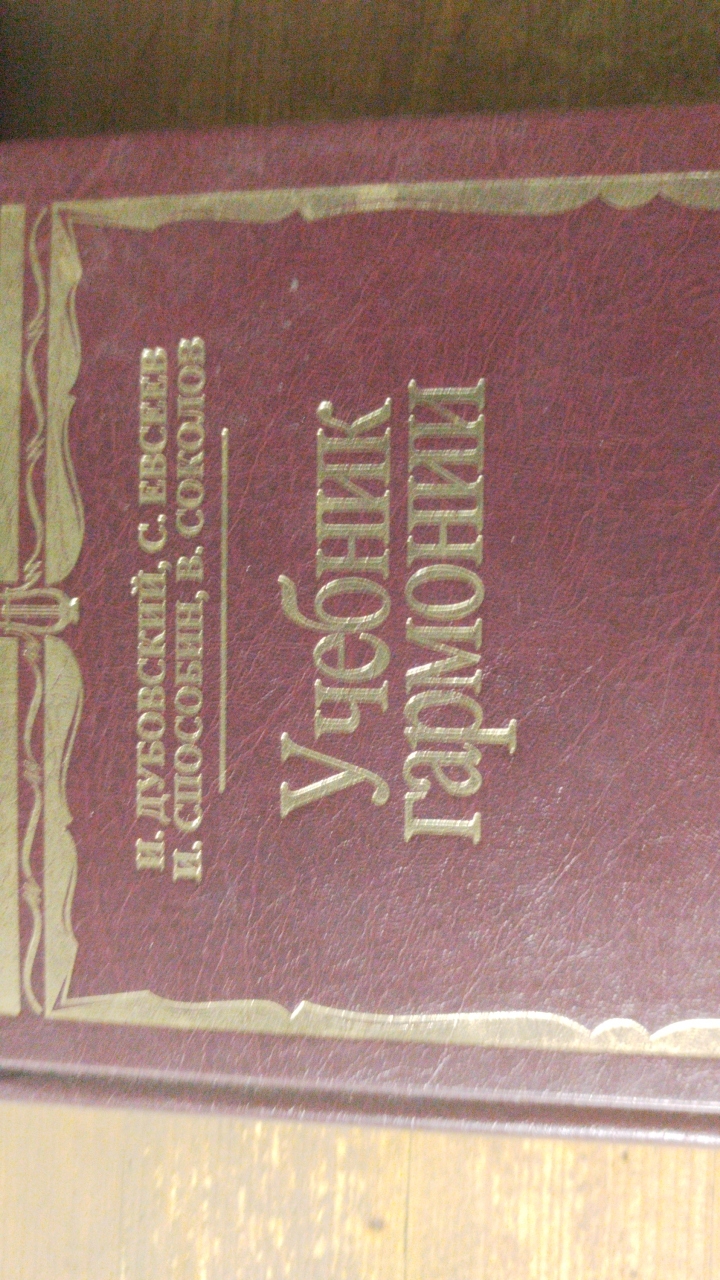 И. ДУБОВСКИЙ, С. ЕВСЕЕВ
И. СПОСОБИН, В. СОКОЛОВ
Учебник
гармонии